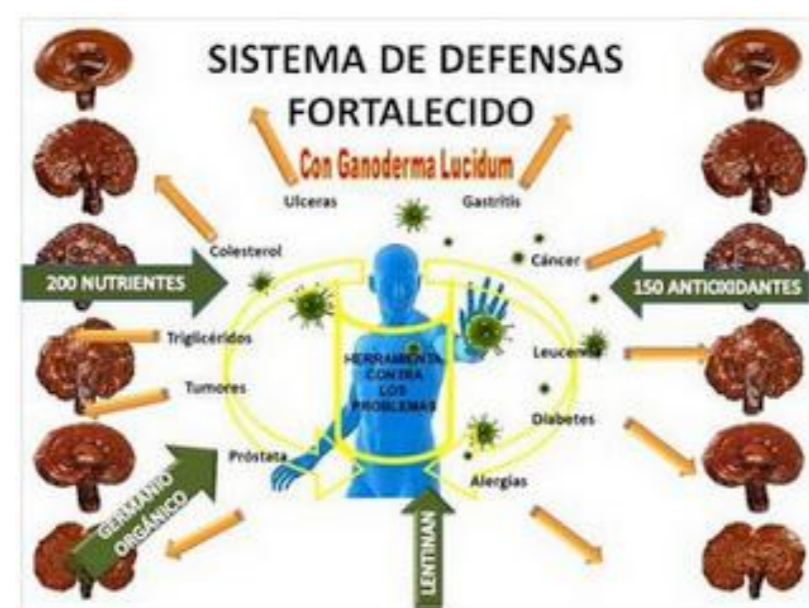 SISTEMA DE DEFENSAS
FORTALECIDO
Con Ganoderma Lucidum
Ulceras
Gastritis
Colesterol
Cáncer
200 NUTRIENTES
150 ANTIOXIDANTES
Triglicéridos
HERRAMIENTA
CONTRA
LOS
PROBLEMAS
Leucemia
Tumores
Diabetes
Próstata
Alergias
GERMANIO
ORGÁNICO
LENTINAN